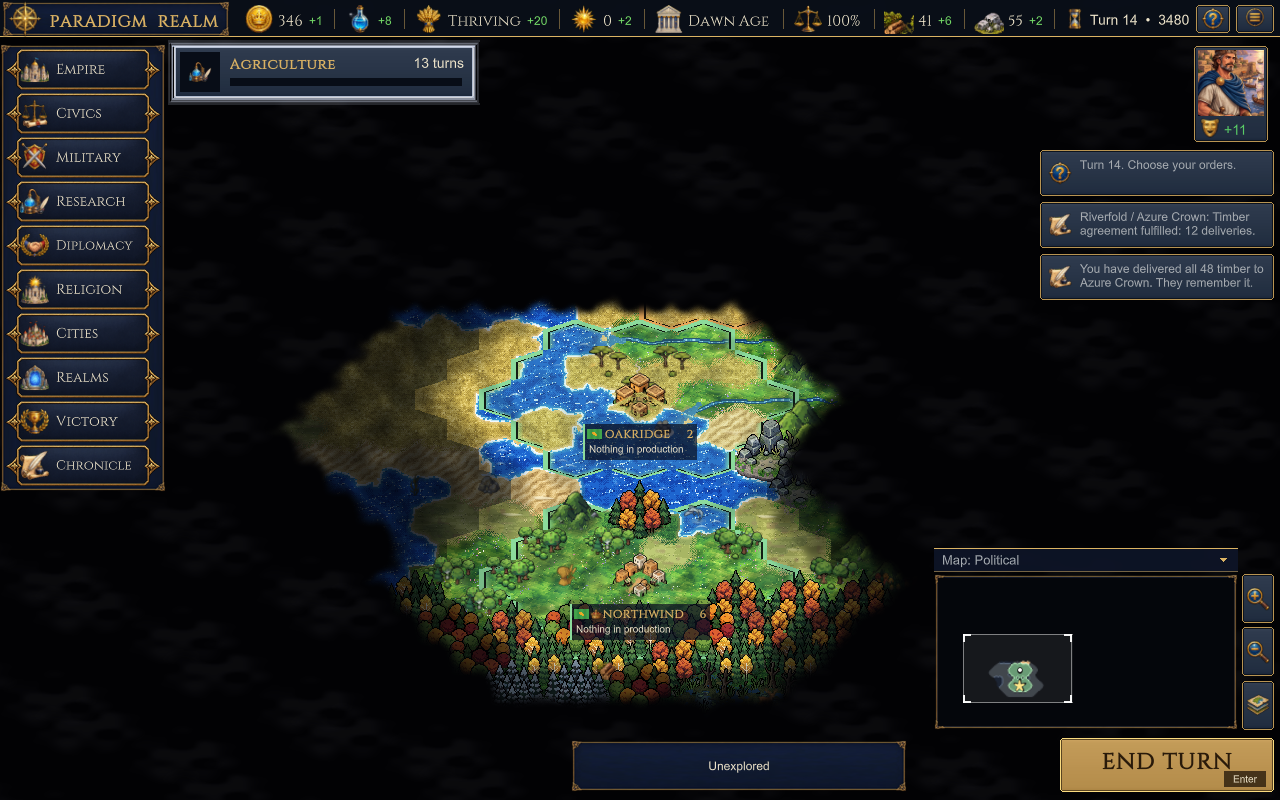 PARADIGM REALM
346 +1
+8
THRIVING +20
0 +2
DAWN AGE
100%
41 +6
55 +2
Turn 14 • 3480
EMPIRE
CIVICS
MILITARY
RESEARCH
DIPLOMACY
RELIGION
CITIES
REALMS
VICTORY
CHRONICLE
AGRICULTURE 13 turns
+11
Turn 14. Choose your orders.
Riverfold / Azure Crown: Timber
agreement fulfilled: 12 deliveries.
You have delivered all 48 timber to
Azure Crown. They remember it.
OAKRIDGE 2
Nothing in production
NORTHWIND 6
Nothing in production
Map: Political
Unexplored
END TURN
Enter